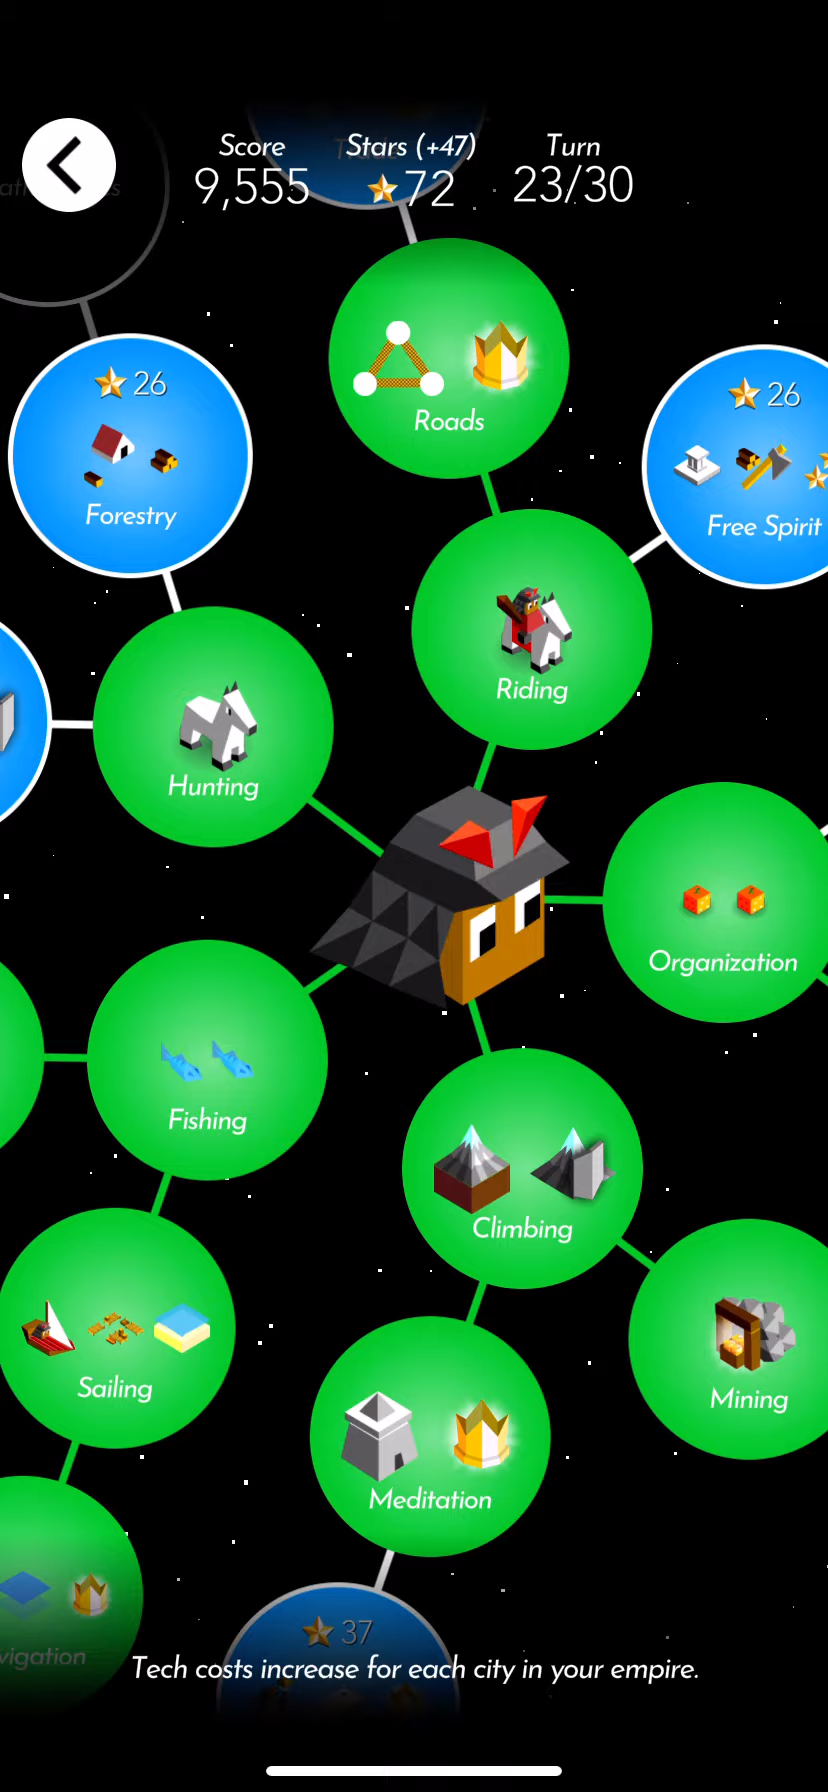 Score
Stars (+47)
Turn
9,555
72
23/30
26
Roads
26
Forestry
Free Spirit
Riding
Hunting
Organization
Fishing
Climbing
Sailing
Mining
Meditation
37
vigation
Tech costs increase for each city in your empire.